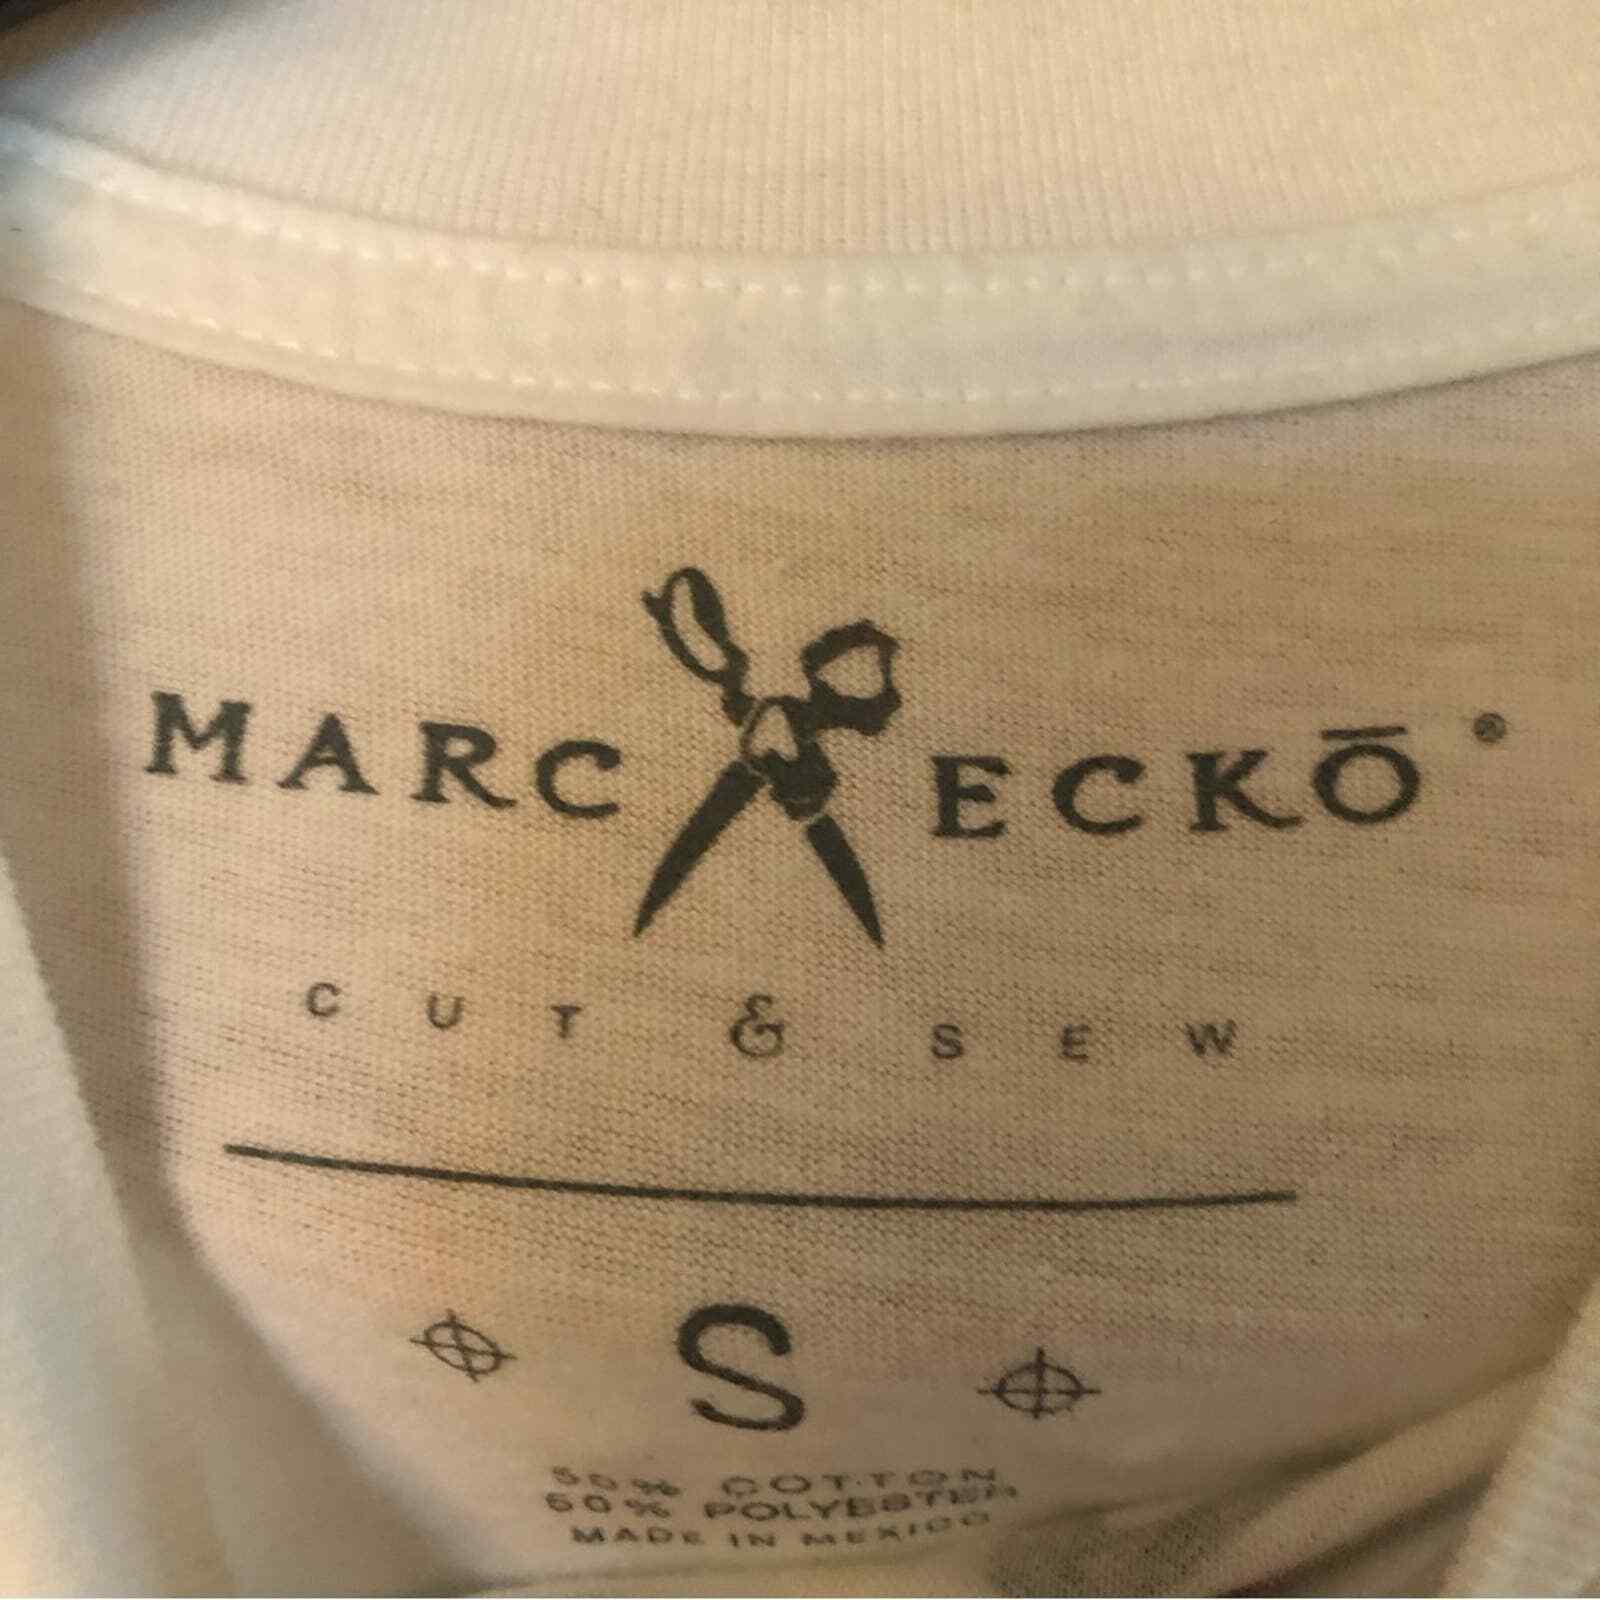 MARC ECKŌ®
CUT & SEW
S
50% COTTON
50% POLYESTER
MADE IN MEXICO